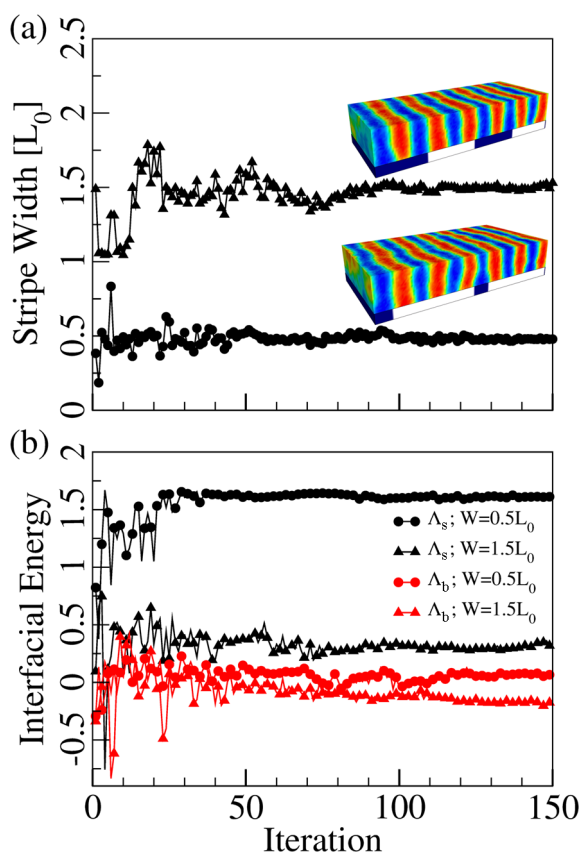 (a)
2.5
2
1.5
1
0.5
0
Stripe Width [L0]
(b)
2
1.5
1
0.5
0
-0.5
Interfacial Energy
Λs; W=0.5L0
Λs; W=1.5L0
Λb; W=0.5L0
Λb; W=1.5L0
0 50 100 150
Iteration